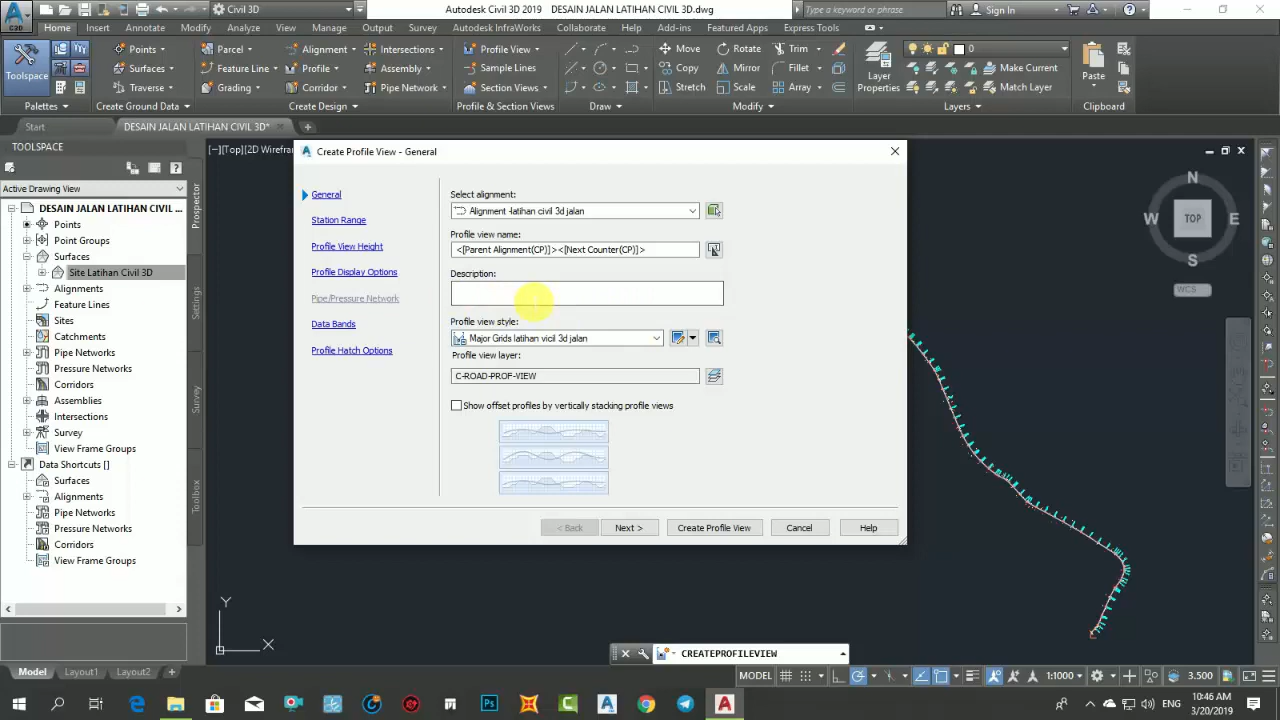 Civil 3D
Autodesk Civil 3D 2019 DESAIN JALAN LATIHAN CIVIL 3D.dwg
Type a keyword or phrase
Sign In
Home Insert Annotate Modify Analyze View Manage Output Survey Autodesk InfraWorks Collaborate Help Add-ins Featured Apps Express Tools
Toolspace
Points
Surfaces
Traverse
Parcel
Feature Line
Grading
Alignment
Profile
Corridor
Intersections
Assembly
Pipe Network
Profile View
Sample Lines
Section Views
Move Rotate Trim
Copy Mirror Fillet
Stretch Scale Array
Layer
Properties
0
Make Current
Match Layer
Paste
Palettes Create Ground Data Create Design Profile & Section Views Draw Modify Layers Clipboard
Start DESAIN JALAN LATIHAN CIVIL 3D*
TOOLSPACE
Active Drawing View
DESAIN JALAN LATIHAN CIVIL ...
Points
Point Groups
Surfaces
Site Latihan Civil 3D
Alignments
Feature Lines
Sites
Catchments
Pipe Networks
Pressure Networks
Corridors
Assemblies
Intersections
Survey
View Frame Groups
Data Shortcuts []
Surfaces
Alignments
Pipe Networks
Pressure Networks
Corridors
View Frame Groups
Prospector
Settings
Survey
Toolbox
[−][Top][2D Wirefram
Create Profile View - General
General
Station Range
Profile View Height
Profile Display Options
Pipe/Pressure Network
Data Bands
Profile Hatch Options
Select alignment:
Alignment -latihan civil 3d jalan
Profile view name:
<[Parent Alignment(CP)]><[Next Counter(CP)]>
Description:
Profile view style:
Major Grids latihan vicil 3d jalan
Profile view layer:
C-ROAD-PROF-VIEW
Show offset profiles by vertically stacking profile views
< Back Next > Create Profile View Cancel Help
N
W TOP E
S
WCS
Y
X
CREATEPROFILEVIEW
Model Layout1 Layout2 +
MODEL
1:1000
3.500
10:46 AM
3/20/2019